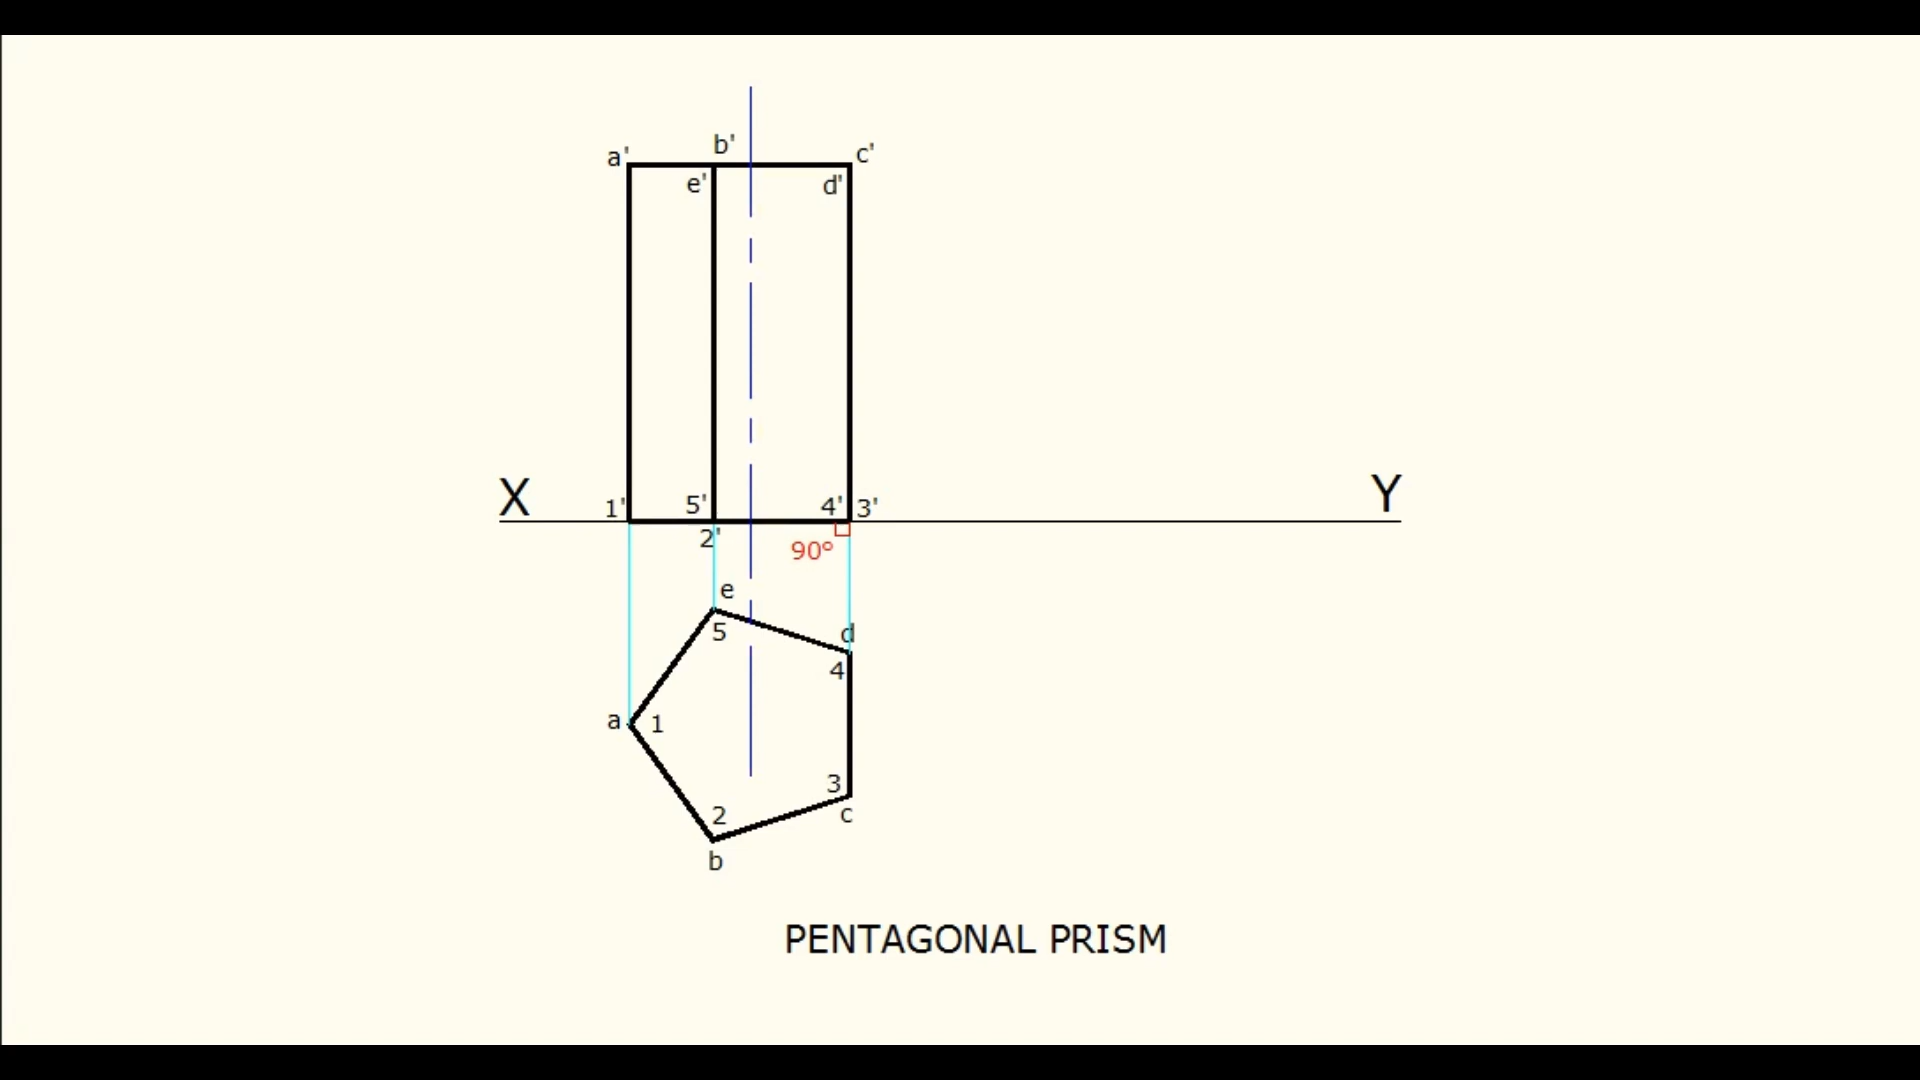 b'
a' c'
e' d'
X Y
1' 5' 4' 3'
2' 90°
e
5 d
4
a 1
3
2 c
b
PENTAGONAL PRISM